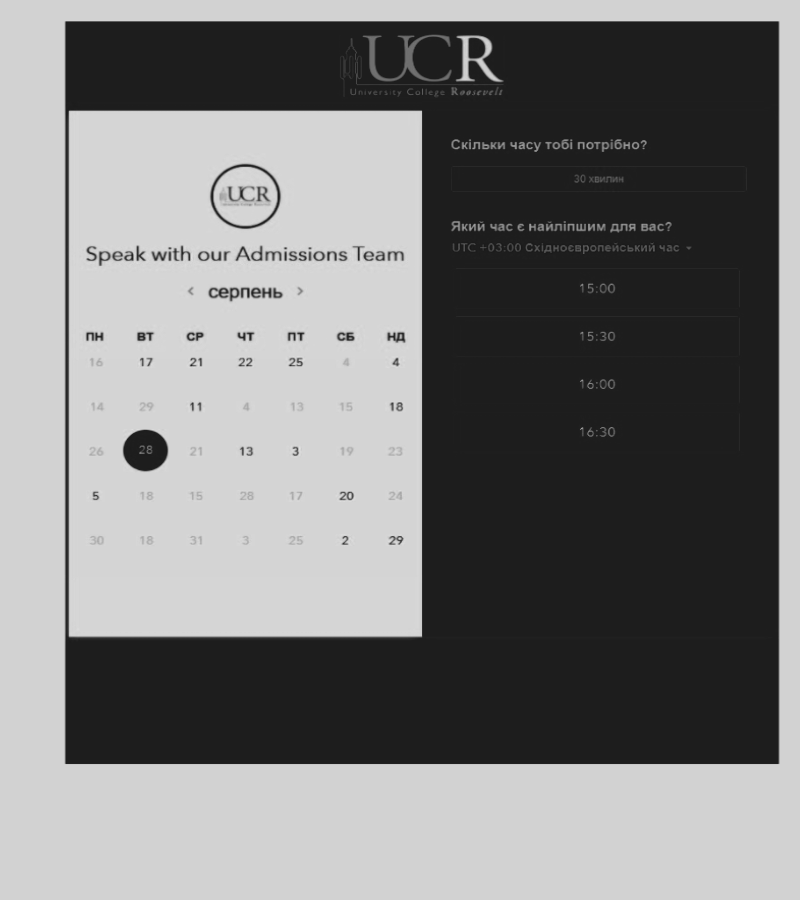 UCR
University College Roosevelt
UCR
Speak with our Admissions Team
< серпень >
ПН ВТ СР ЧТ ПТ СБ НД
16 17 21 22 25 4 4
14 29 11 4 13 15 18
26 28 21 13 3 19 23
5 18 15 28 17 20 24
30 18 31 3 25 2 29
Скільки часу тобі потрібно?
30 хвилин
Який час є найліпшим для вас?
UTC +03:00 Східноєвропейський час
15:00
15:30
16:00
16:30